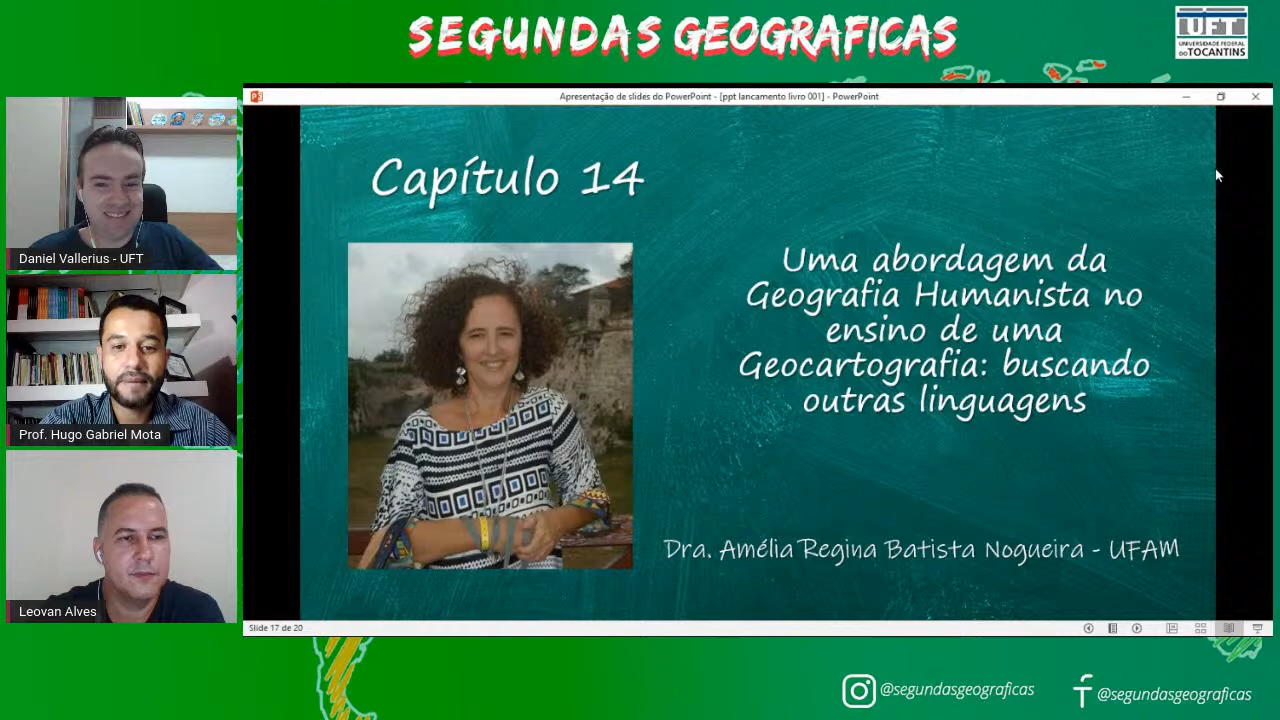 SEGUNDAS GEOGRAFICAS
UFT
UNIVERSIDADE FEDERAL
DO TOCANTINS
Apresentação de slides do PowerPoint - [ppt lancamento livro 001] - PowerPoint
Capítulo 14
Uma abordagem da
Geografia Humanista no
ensino de uma
Geocartografia: buscando
outras linguagens
Dra. Amélia Regina Batista Nogueira - UFAM
Daniel Vallerius - UFT
Prof. Hugo Gabriel Mota
Leovan Alves
Slide 17 de 20
@segundasgeograficas
@segundasgeograficas